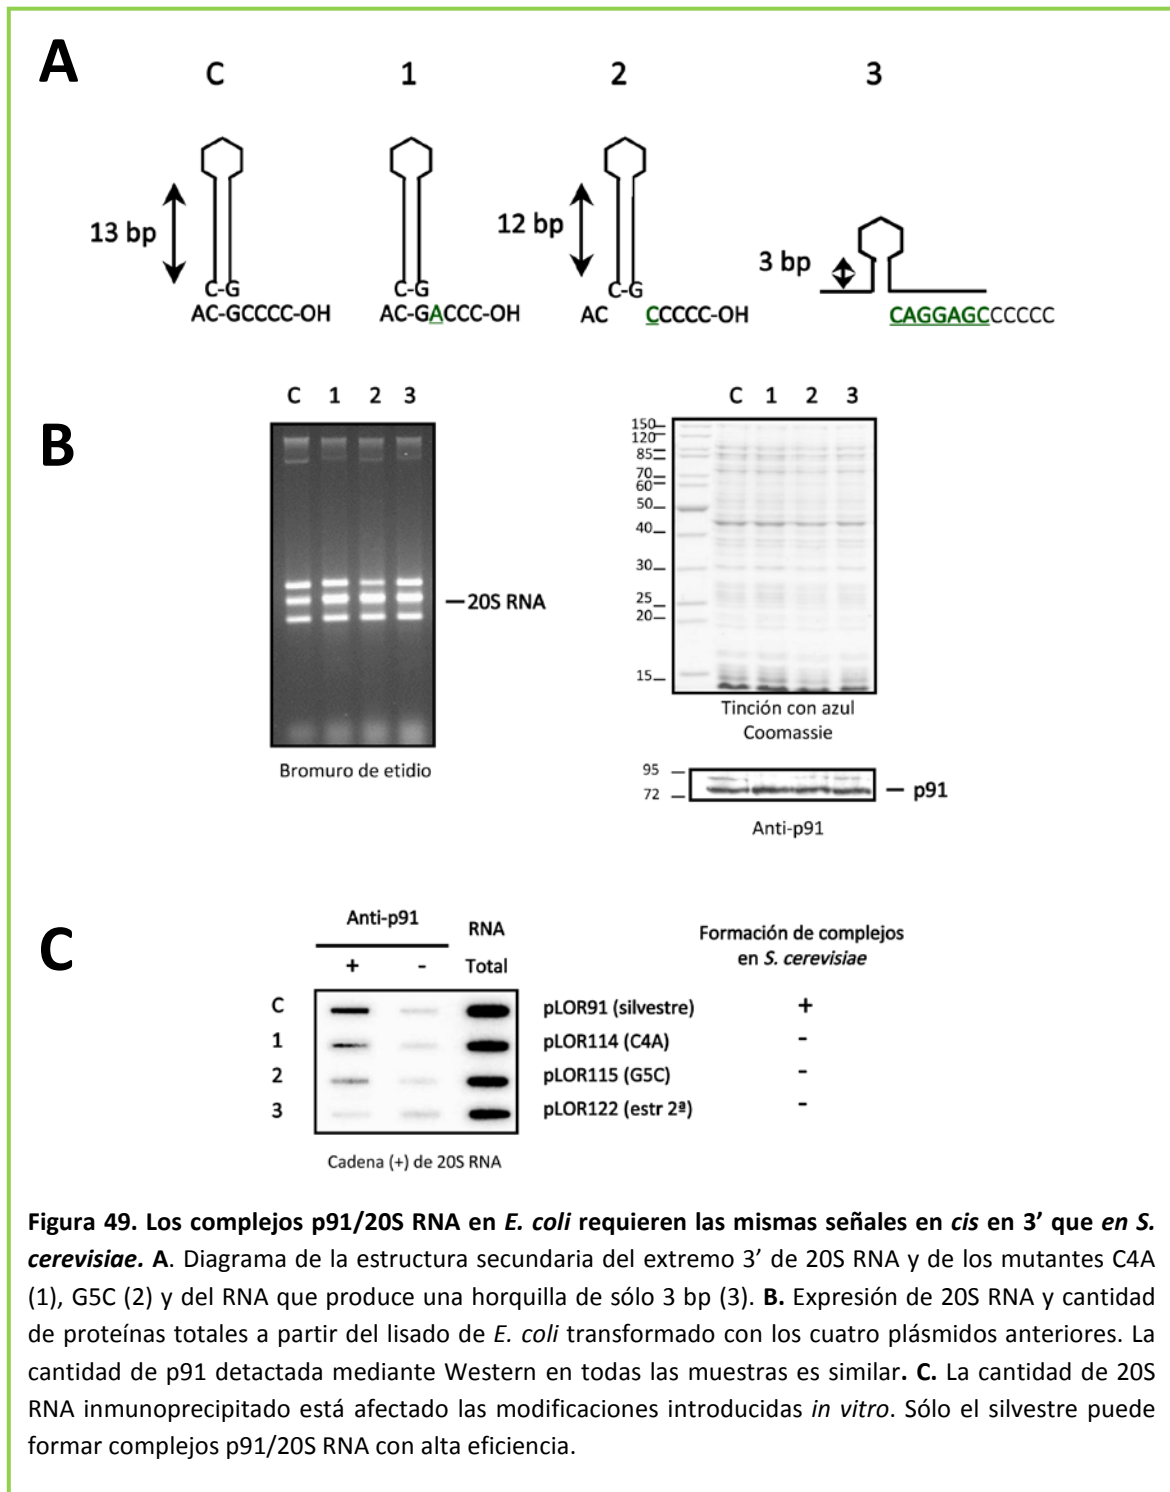 A
C 1 2 3
13 bp
C-G
AC-GCCCC-OH
C-G
AC-GACCC-OH
12 bp
C-G
AC CCCCC-OH
3 bp
CAGGAGCCCCCC
B
C 1 2 3
20S RNA
Bromuro de etidio
C 1 2 3
150
120
85
70
60
50
40
30
25
20
15
Tinción con azul
Coomassie
95
72
p91
Anti-p91
C
Anti-p91 RNA
+ - Total
Formación de complejos
en S. cerevisiae
C pLOR91 (silvestre) +
1 pLOR114 (C4A) -
2 pLOR115 (G5C) -
3 pLOR122 (estr 2ª) -
Cadena (+) de 20S RNA
Figura 49. Los complejos p91/20S RNA en E. coli requieren las mismas señales en cis en 3’ que en S.
cerevisiae. A. Diagrama de la estructura secundaria del extremo 3’ de 20S RNA y de los mutantes C4A
(1), G5C (2) y del RNA que produce una horquilla de sólo 3 bp (3). B. Expresión de 20S RNA y cantidad
de proteínas totales a partir del lisado de E. coli transformado con los cuatro plásmidos anteriores. La
cantidad de p91 detactada mediante Western en todas las muestras es similar. C. La cantidad de 20S
RNA inmunoprecipitado está afectado las modificaciones introducidas in vitro. Sólo el silvestre puede
formar complejos p91/20S RNA con alta eficiencia.